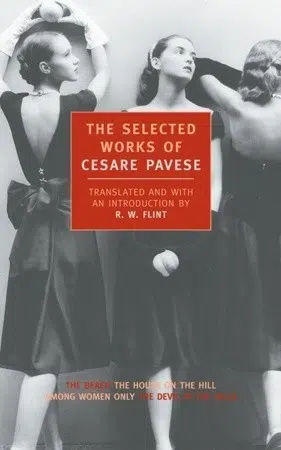 THE SELECTED
WORKS OF
CESARE PAVESE
TRANSLATED AND WITH
AN INTRODUCTION BY
R. W. FLINT
THE BEACH THE HOUSE ON THE HILL
AMONG WOMEN ONLY THE DEVIL IN THE HILLS